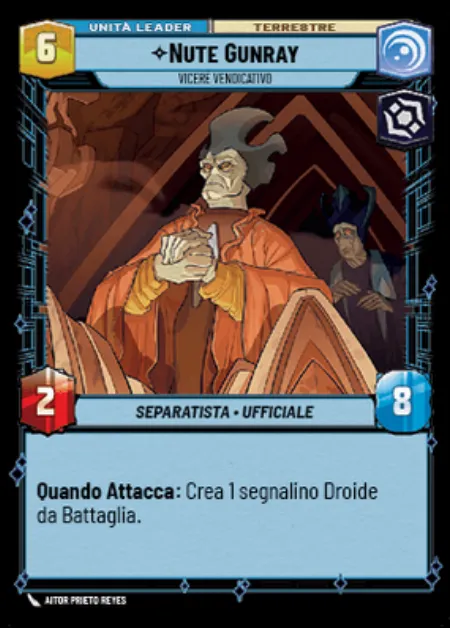 6
UNITÀ LEADER
TERRESTRE
NUTE GUNRAY
VICERÉ VENDICATIVO
2
SEPARATISTA • UFFICIALE
8
Quando Attacca: Crea 1 segnalino Droide
da Battaglia.
AITOR PRIETO REYES